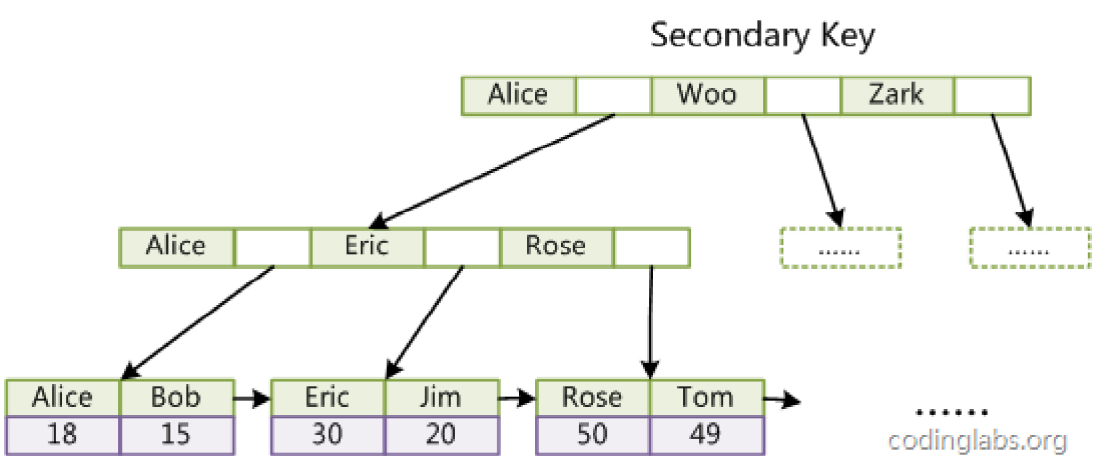 Secondary Key
Alice Woo Zark
Alice Eric Rose
...... ......
Alice Bob Eric Jim Rose Tom
18 15 30 20 50 49
......
codinglabs.org